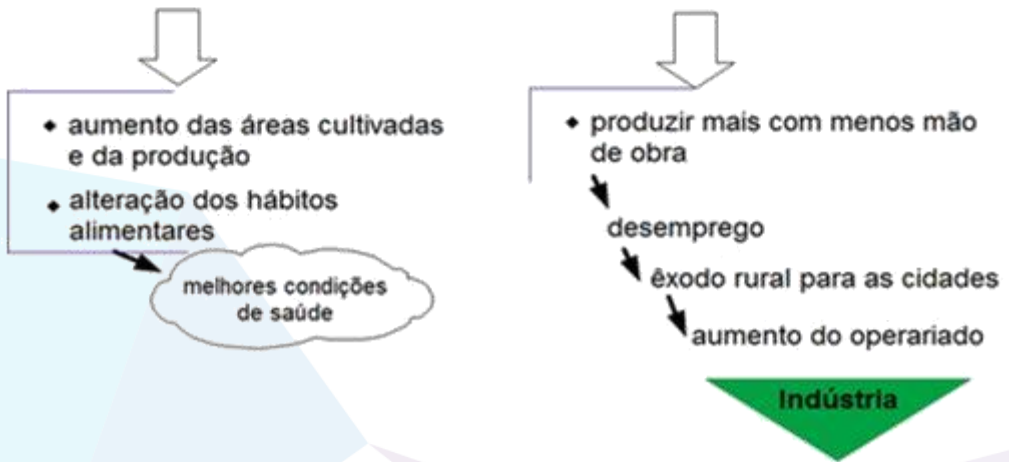 aumento das áreas cultivadas
e da produção
alteração dos hábitos
alimentares
melhores condições
de saúde
produzir mais com menos mão
de obra
desemprego
êxodo rural para as cidades
aumento do operariado
Indústria